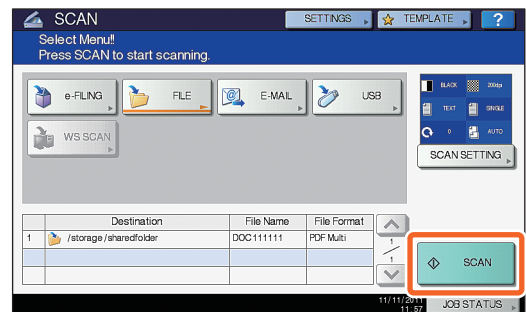 SCAN SETTINGS TEMPLATE ?
Select Menu!!
Press SCAN to start scanning.
e-FILING FILE E-MAIL USB
BLACK 200dpi
TEXT SINGLE
0 AUTO
WS SCAN
SCAN SETTING
Destination File Name File Format
1 /storage/sharedfolder DOC111111 PDF Multi
1
1
SCAN
11/11/2011
11:57
JOB STATUS